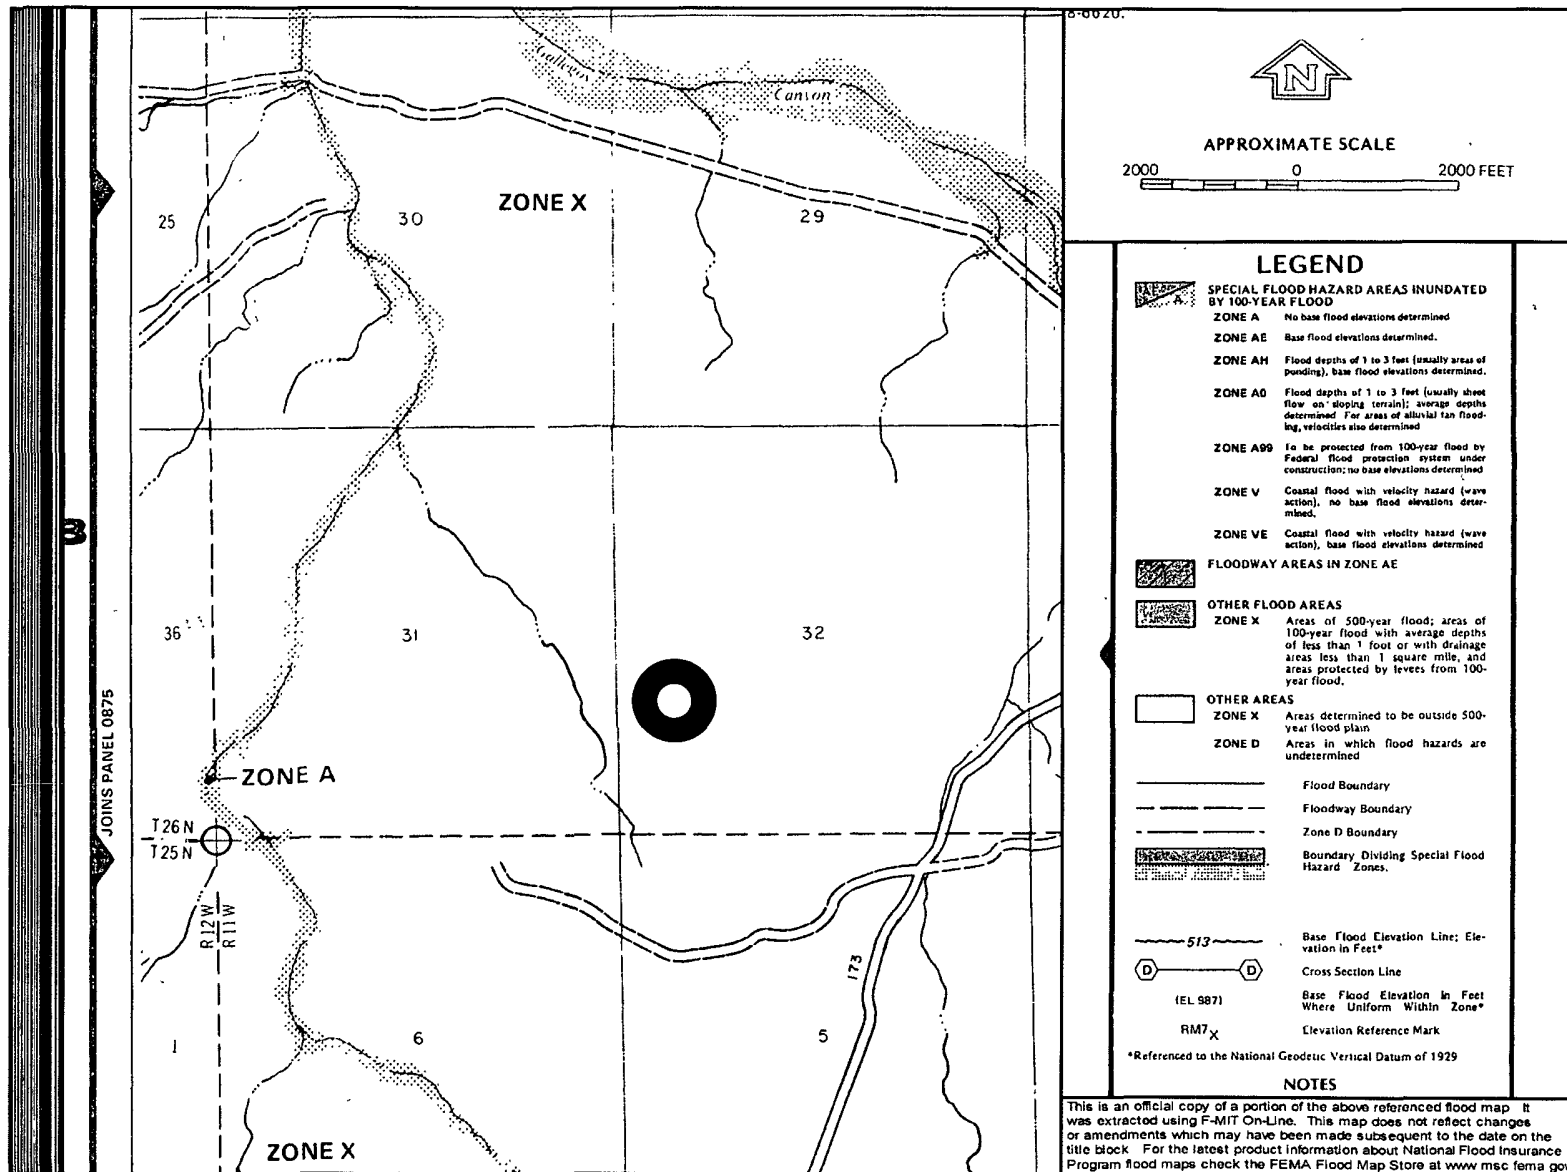 8-6620.
Gallegos
Canyon
N
APPROXIMATE SCALE
2000 0 2000 FEET
ZONE X
25
30
29
LEGEND
SPECIAL FLOOD HAZARD AREAS INUNDATED
BY 100-YEAR FLOOD
ZONE A No base flood elevations determined
ZONE AE Base flood elevations determined.
ZONE AH Flood depths of 1 to 3 feet (usually areas of
ponding), base flood elevations determined.
ZONE A0 Flood depths of 1 to 3 feet (usually sheet
flow on sloping terrain); average depths
determined For areas of alluvial fan flood-
ing, velocities also determined
ZONE A99 To be protected from 100-year flood by
Federal flood protection system under
construction; no base elevations determined
ZONE V Coastal flood with velocity hazard (wave
action), no base flood elevations deter-
mined.
ZONE VE Coastal flood with velocity hazard (wave
action), base flood elevations determined
FLOODWAY AREAS IN ZONE AE
OTHER FLOOD AREAS
ZONE X Areas of 500-year flood; areas of
100-year flood with average depths
of less than 1 foot or with drainage
areas less than 1 square mile, and
areas protected by levees from 100-
year flood.
OTHER AREAS
ZONE X Areas determined to be outside 500-
year flood plain
ZONE D Areas in which flood hazards are
undetermined
Flood Boundary
Floodway Boundary
Zone D Boundary
Boundary Dividing Special Flood
Hazard Zones.
513 Base Flood Elevation Line; Ele-
vation in Feet*
D D Cross Section Line
(EL 987) Base Flood Elevation in Feet
Where Uniform Within Zone*
RM7X Elevation Reference Mark
*Referenced to the National Geodetic Vertical Datum of 1929
NOTES
36
31
32
JOINS PANEL 0875
ZONE A
T26N
T25N
R12W
R11W
173
1
6
5
ZONE X
This is an official copy of a portion of the above referenced flood map It
was extracted using F-MIT On-Line. This map does not reflect changes
or amendments which may have been made subsequent to the date on the
title block For the latest product information about National Flood Insurance
Program flood maps check the FEMA Flood Map Store at www msc fema gov